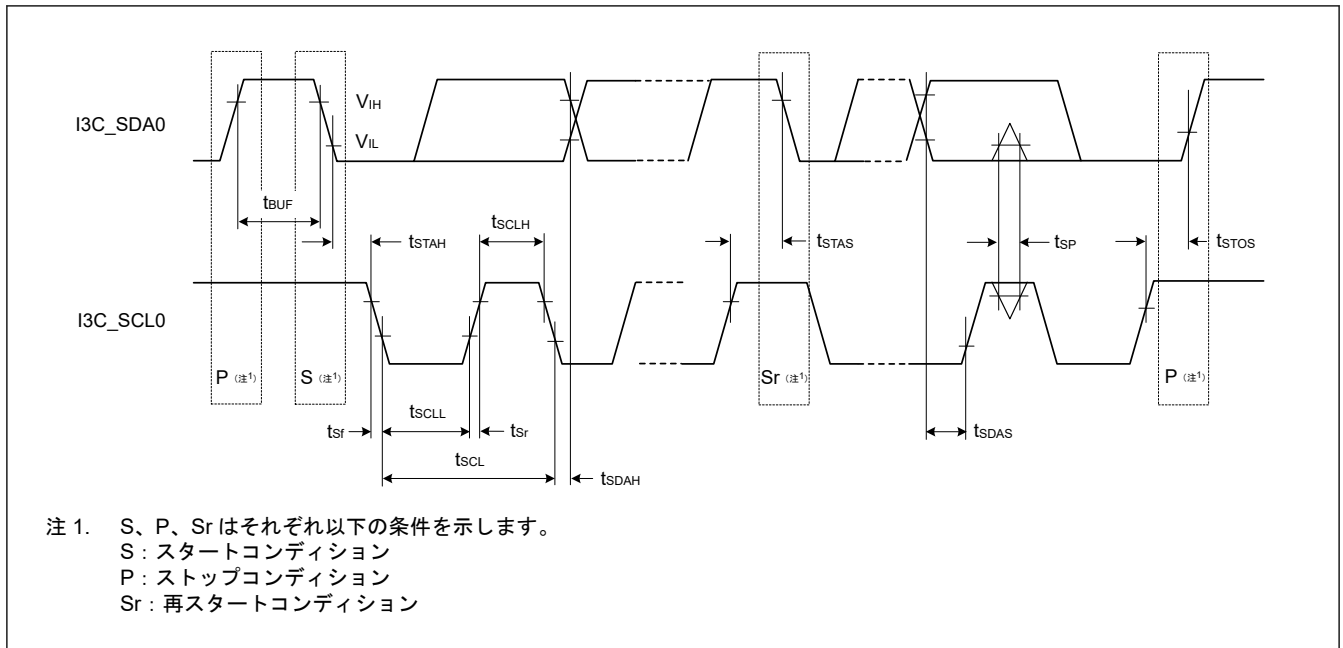 I3C_SDA0
VIH
VIL
tBUF
tSTAH
tSCLH
tSTAS
tSP
tSTOS
I3C_SCL0
P（注1）
S（注1）
Sr（注1）
P（注1）
tSf
tSCLL
tSr
tSCL
tSDAH
tSDAS
注 1. S、P、Sr はそれぞれ以下の条件を示します。
S：スタートコンディション
P：ストップコンディション
Sr：再スタートコンディション